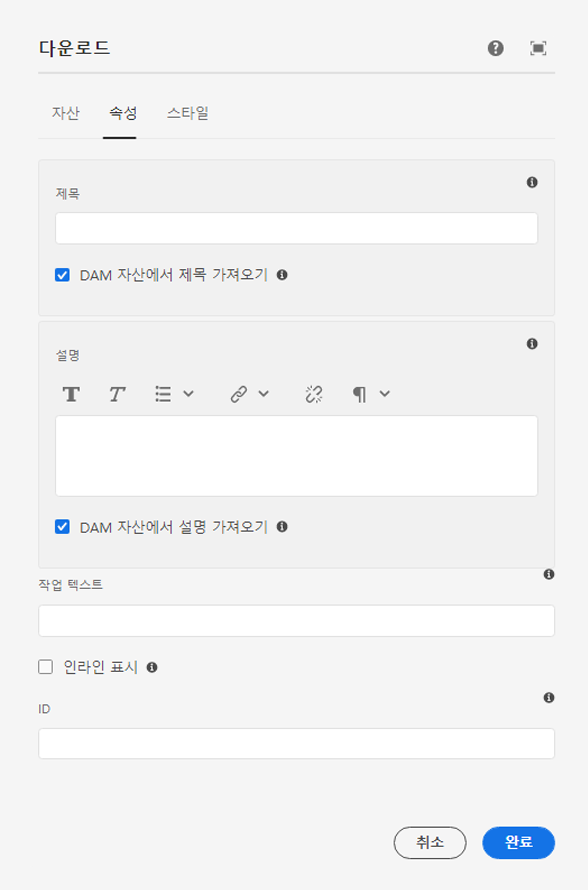 다운로드
자산 속성 스타일
제목
DAM 자산에서 제목 가져오기
설명
DAM 자산에서 설명 가져오기
작업 텍스트
인라인 표시
ID
취소 완료